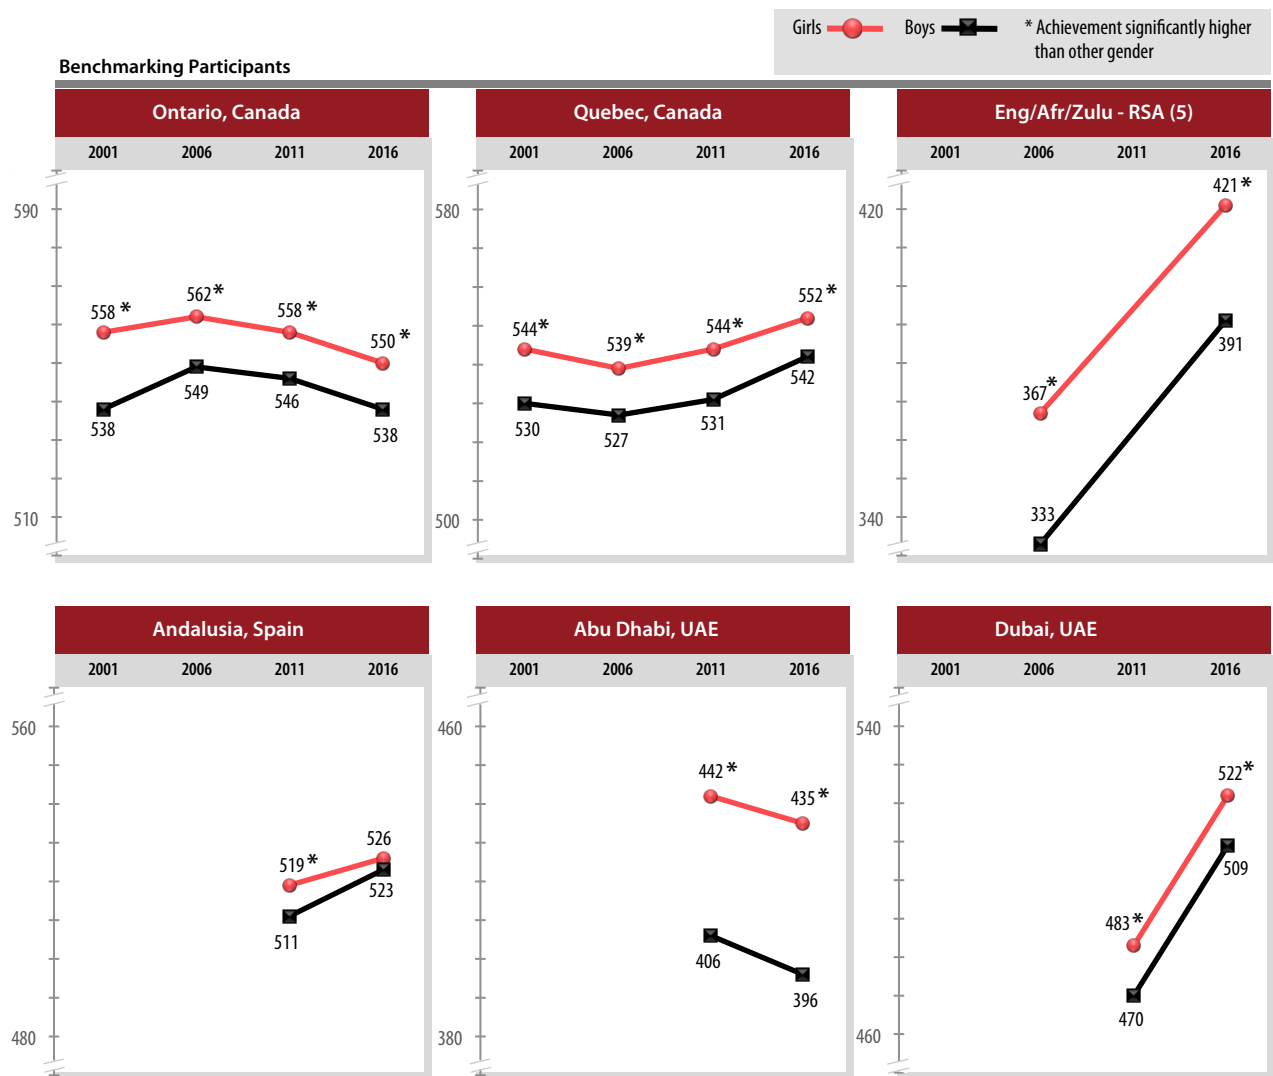 Girls Boys * Achievement significantly higher
than other gender
Benchmarking Participants
Ontario, Canada
2001 2006 2011 2016
590
510
558 * 562 * 558 * 550 *
538 549 546 538
Quebec, Canada
2001 2006 2011 2016
580
500
544 * 539 * 544 * 552 *
530 527 531 542
Eng/Afr/Zulu - RSA (5)
2001 2006 2011 2016
420
340
367 * 421 *
333 391
Andalusia, Spain
2001 2006 2011 2016
560
480
519 * 526
511 523
Abu Dhabi, UAE
2001 2006 2011 2016
460
380
442 * 435 *
406 396
Dubai, UAE
2001 2006 2011 2016
540
460
483 * 522 *
470 509